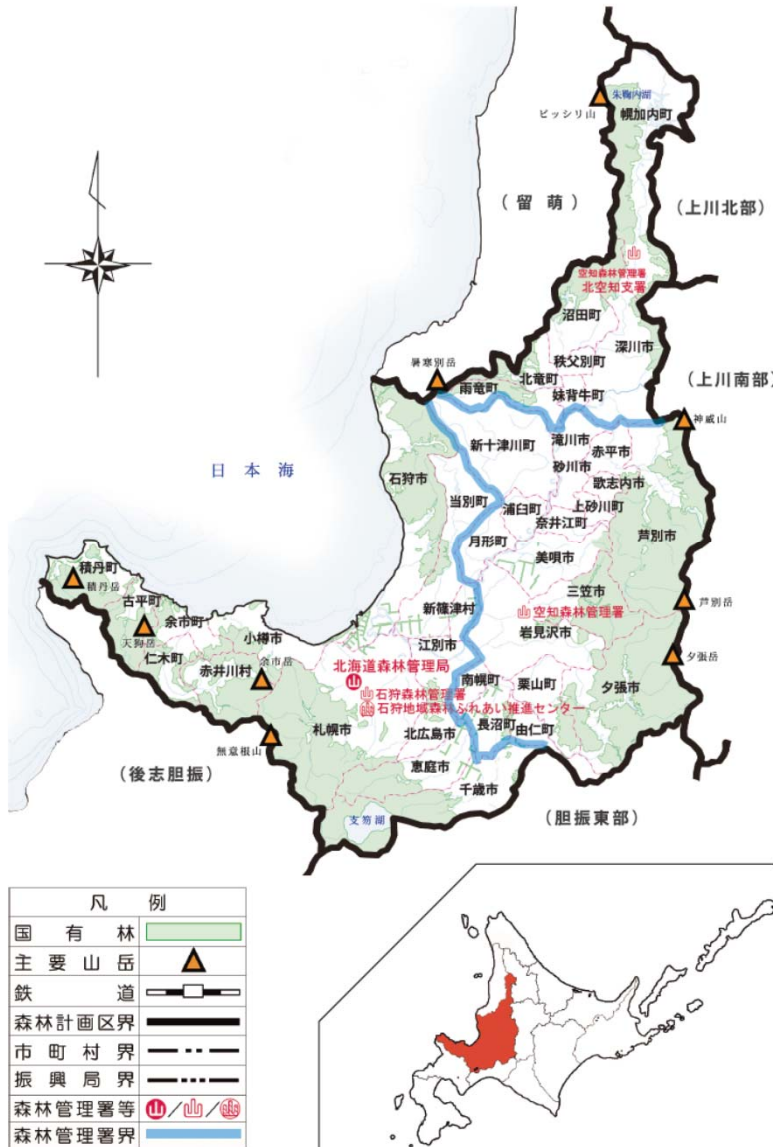 朱鞠内湖
ピッシリ山
幌加内町
（留 萌）
（上川北部）
空知森林管理署
北空知支署
沼田町
深川市
秩父別町
暑寒別岳
北竜町
雨竜町
妹背牛町
（上川南部）
神威山
滝川市
新十津川町
赤平市
砂川市
日 本 海
石狩市
歌志内市
当別町
浦臼町
上砂川町
奈井江町
芦別市
月形町
美唄市
積丹町
積丹岳
三笠市
芦別岳
古平町
余市町
新篠津村
空知森林管理署
天狗岳
小樽市
江別市
岩見沢市
仁木町
余市岳
夕張岳
赤井川村
北海道森林管理局
南幌町
栗山町
夕張市
石狩森林管理署
石狩地域森林ふれあい推進センター
札幌市
長沼町
由仁町
北広島市
無意根山
恵庭市
（後志胆振）
千歳市
支笏湖
（胆振東部）
凡 例
国 有 林
主 要 山 岳
鉄 道
森林計画区界
市 町 村 界
振 興 局 界
森林管理署等
森林管理署界